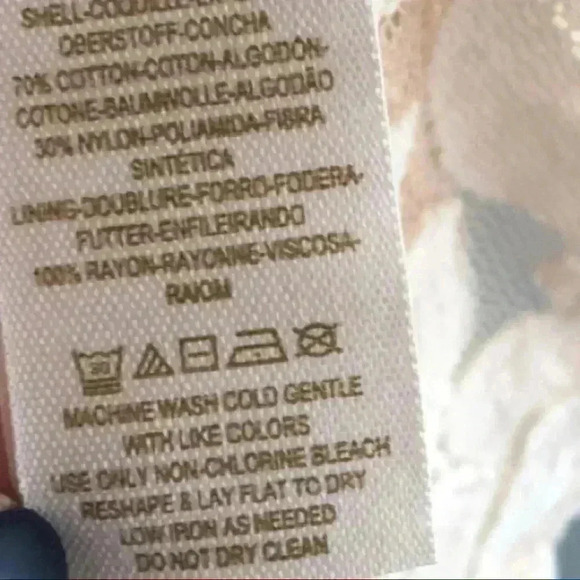 SHELL-COQUILLE-
OBERSTOFF-CONCHA
70% COTTON-COTON-ALGODÓN-
COTONE-BAUMWOLLE-ALGODÃO
30% NYLON-POLIAMIDA-FIBRA
SINTÉTICA
LINING-DOUBLURE-FORRO-FODERA-
FUTTER-ENFILEIRANDO
100% RAYON-RAYONNE-VISCOSA-
RAIOM
30
MACHINE WASH COLD GENTLE
WITH LIKE COLORS
USE ONLY NON-CHLORINE BLEACH
RESHAPE & LAY FLAT TO DRY
LOW IRON AS NEEDED
DO NOT DRY CLEAN